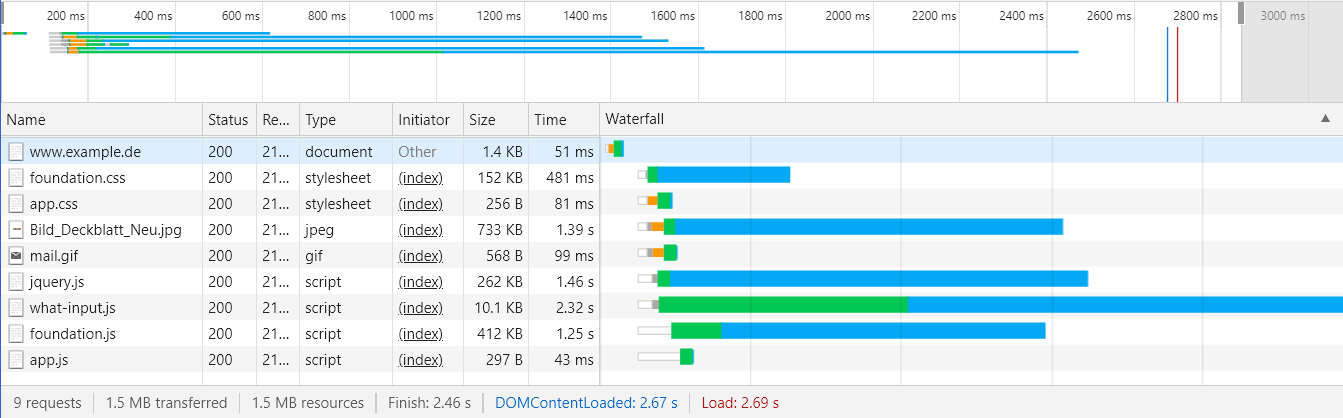 200 ms 400 ms 600 ms 800 ms 1000 ms 1200 ms 1400 ms 1600 ms 1800 ms 2000 ms 2200 ms 2400 ms 2600 ms 2800 ms 3000 ms
Name Status Re... Type Initiator Size Time Waterfall
www.example.de 200 21... document Other 1.4 KB 51 ms
foundation.css 200 21... stylesheet (index) 152 KB 481 ms
app.css 200 21... stylesheet (index) 256 B 81 ms
Bild_Deckblatt_Neu.jpg 200 21... jpeg (index) 733 KB 1.39 s
mail.gif 200 21... gif (index) 568 B 99 ms
jquery.js 200 21... script (index) 262 KB 1.46 s
what-input.js 200 21... script (index) 10.1 KB 2.32 s
foundation.js 200 21... script (index) 412 KB 1.25 s
app.js 200 21... script (index) 297 B 43 ms
9 requests 1.5 MB transferred 1.5 MB resources Finish: 2.46 s DOMContentLoaded: 2.67 s Load: 2.69 s